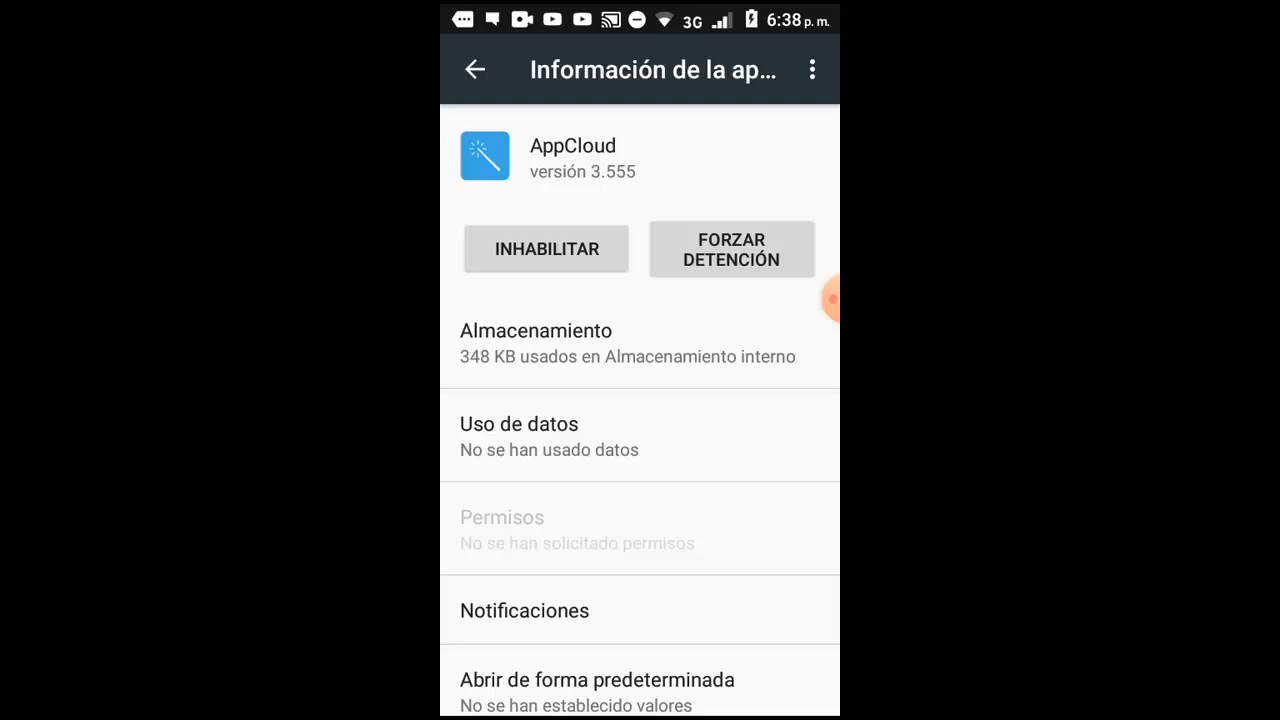 3G 6:38 p. m.
Información de la ap...
AppCloud
versión 3.555
INHABILITAR
FORZAR
DETENCIÓN
Almacenamiento
348 KB usados en Almacenamiento interno
Uso de datos
No se han usado datos
Permisos
No se han solicitado permisos
Notificaciones
Abrir de forma predeterminada
No se han establecido valores